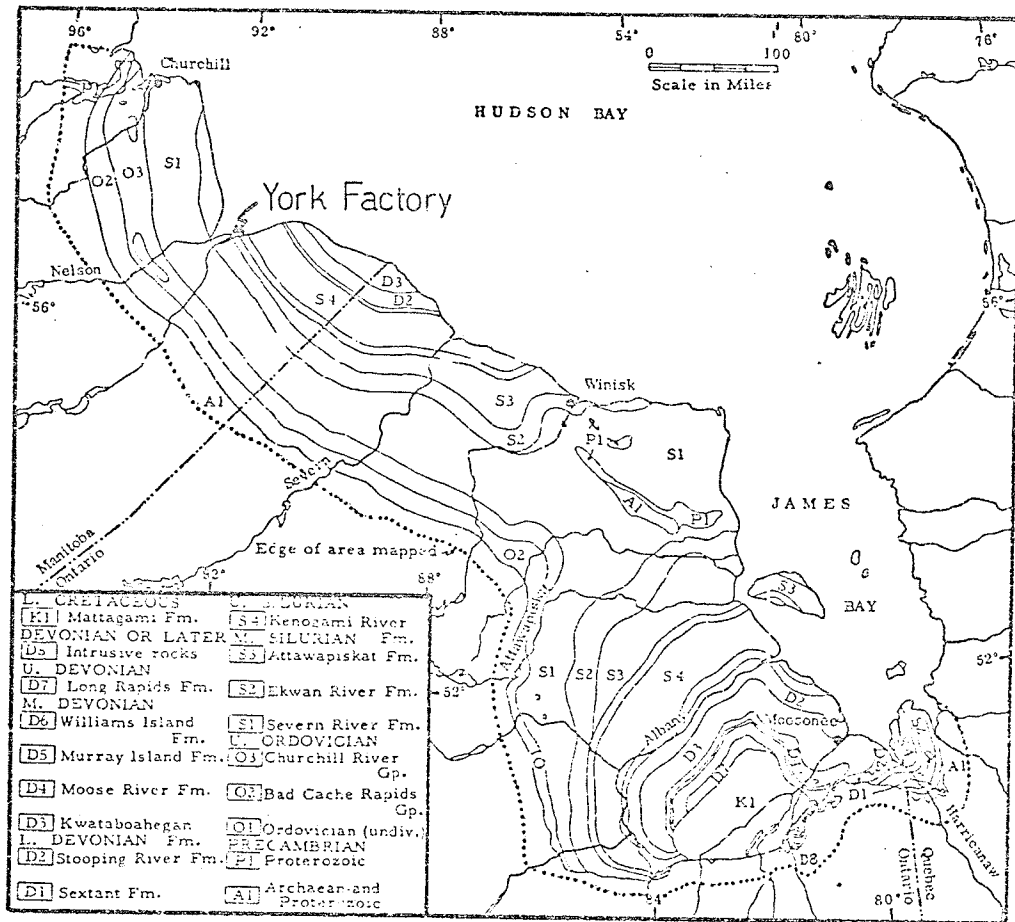 96° 92° 88° 54° 80° 76°
Churchill
0 100
Scale in Miles
HUDSON BAY
O2 O3 S1
York Factory
Nelson
56°
D3
D2
S4
56°
Winisk
S3
A1
S2
P1
S1
Severn
A1
P1
JAMES
Manitoba
Ontario
Edge of area mapped
O2
52°
88°
S3
BAY
Attawapiskat
S1 S2 S3 S4
52°
52°
D2
Albany
Moosonee
D3
D7
K1
D1
A1
O1
D8
Harricanaw
Ontario
Quebec
84°
80°
L. CRETACEOUS
K1 Mattagami Fm.
DEVONIAN OR LATER
D8 Intrusive rocks
U. DEVONIAN
D7 Long Rapids Fm.
M. DEVONIAN
D6 Williams Island
Fm.
D5 Murray Island Fm.
D4 Moose River Fm.
D3 Kwataboahegan
L. DEVONIAN Fm.
D2 Stooping River Fm.
D1 Sextant Fm.
U. SILURIAN
S4 Kenogami River
M. SILURIAN Fm.
S3 Attawapiskat Fm.
S2 Ekwan River Fm.
S1 Severn River Fm.
U. ORDOVICIAN
O3 Churchill River
Gp.
O2 Bad Cache Rapids
Gp.
O1 Ordovician (undiv.)
PRECAMBRIAN
P1 Proterozoic
A1 Archaean and
Proterozoic